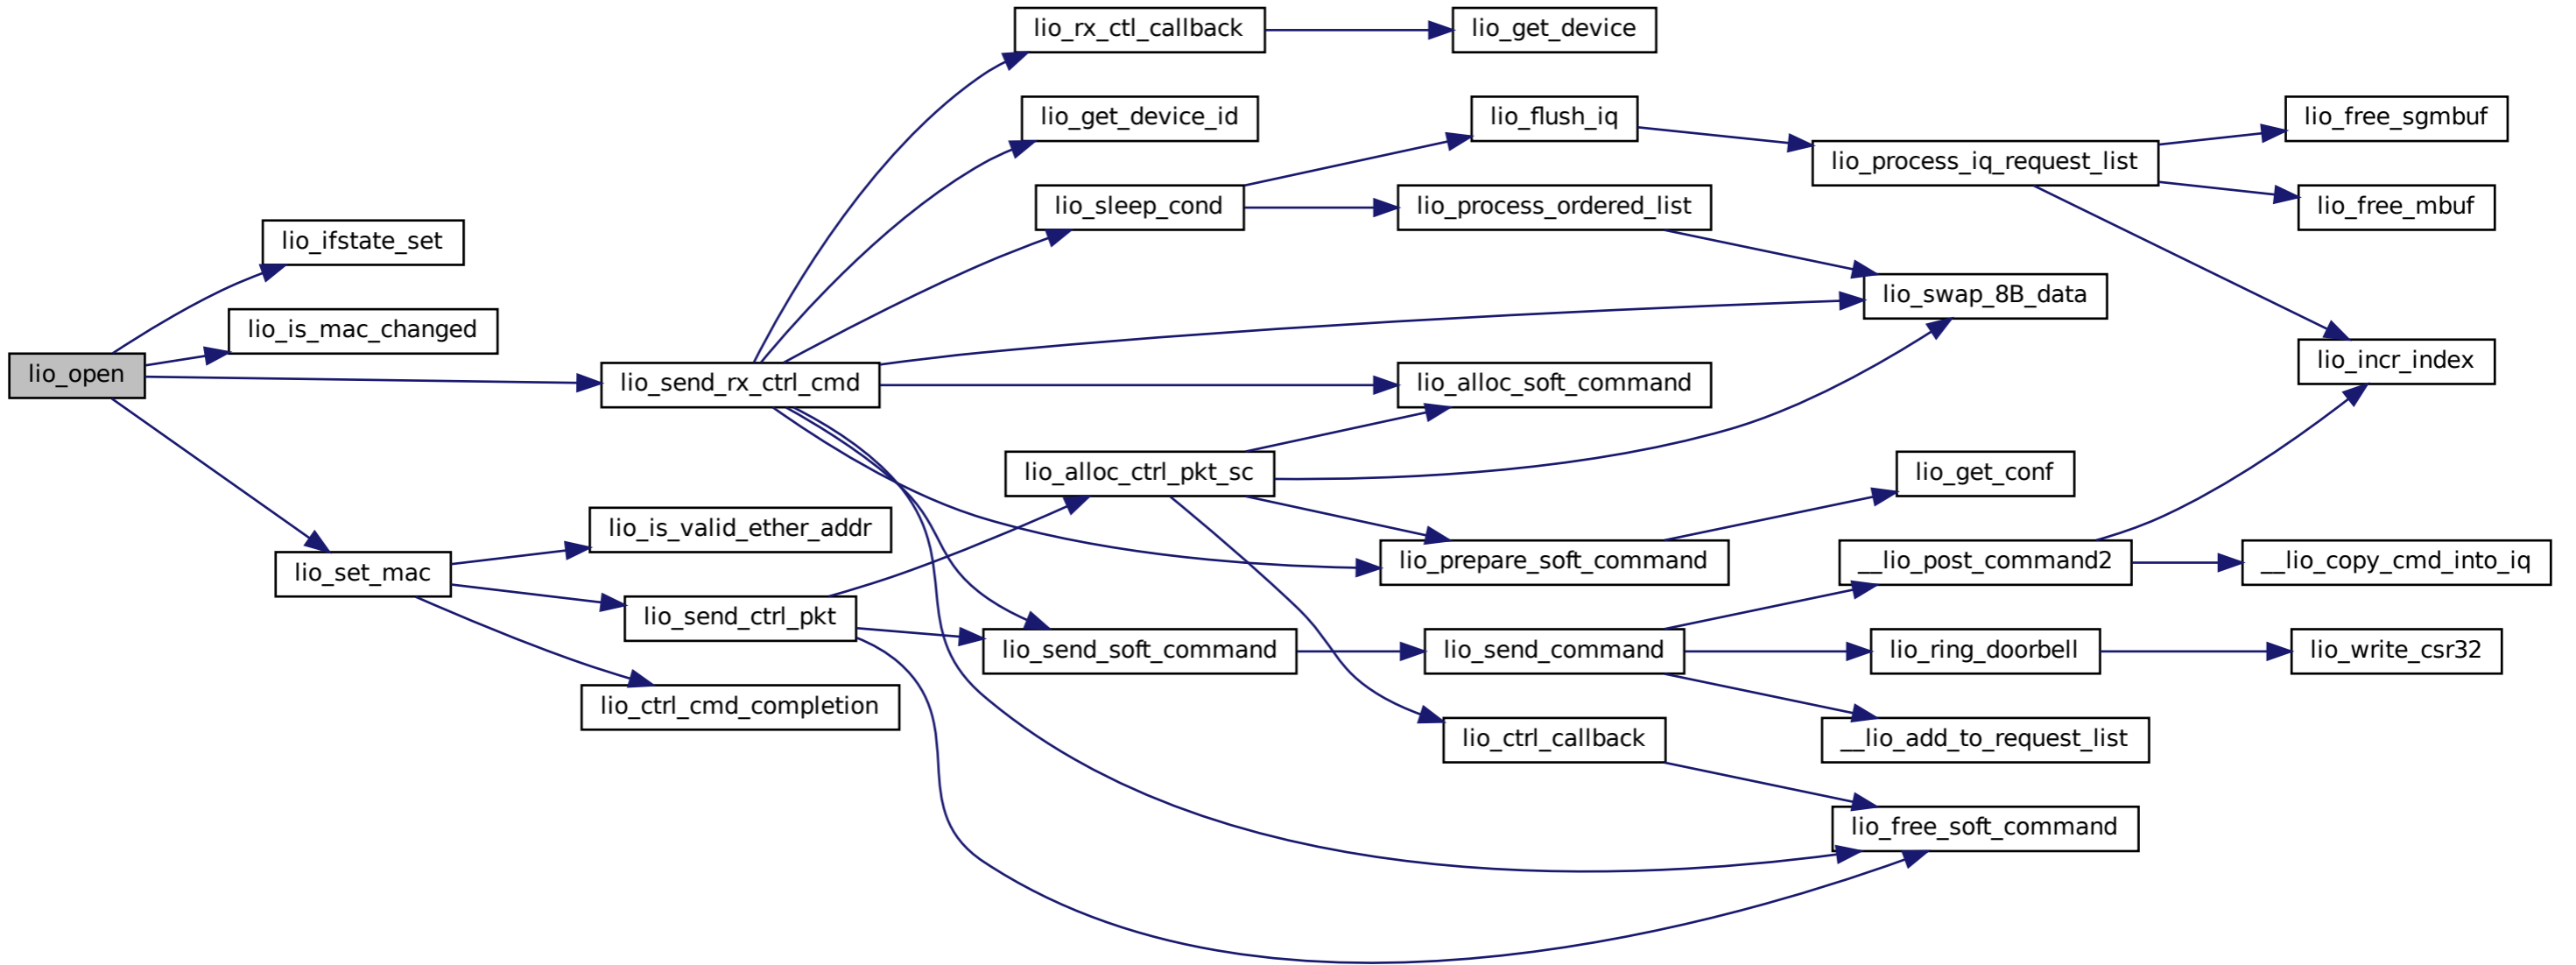 lio_rx_ctl_callback
lio_get_device
lio_get_device_id
lio_flush_iq
lio_free_sgmbuf
lio_process_iq_request_list
lio_sleep_cond
lio_process_ordered_list
lio_free_mbuf
lio_ifstate_set
lio_swap_8B_data
lio_is_mac_changed
lio_incr_index
lio_open
lio_send_rx_ctrl_cmd
lio_alloc_soft_command
lio_alloc_ctrl_pkt_sc
lio_get_conf
lio_is_valid_ether_addr
lio_prepare_soft_command
__lio_post_command2
__lio_copy_cmd_into_iq
lio_set_mac
lio_send_ctrl_pkt
lio_send_soft_command
lio_send_command
lio_ring_doorbell
lio_write_csr32
lio_ctrl_cmd_completion
lio_ctrl_callback
__lio_add_to_request_list
lio_free_soft_command